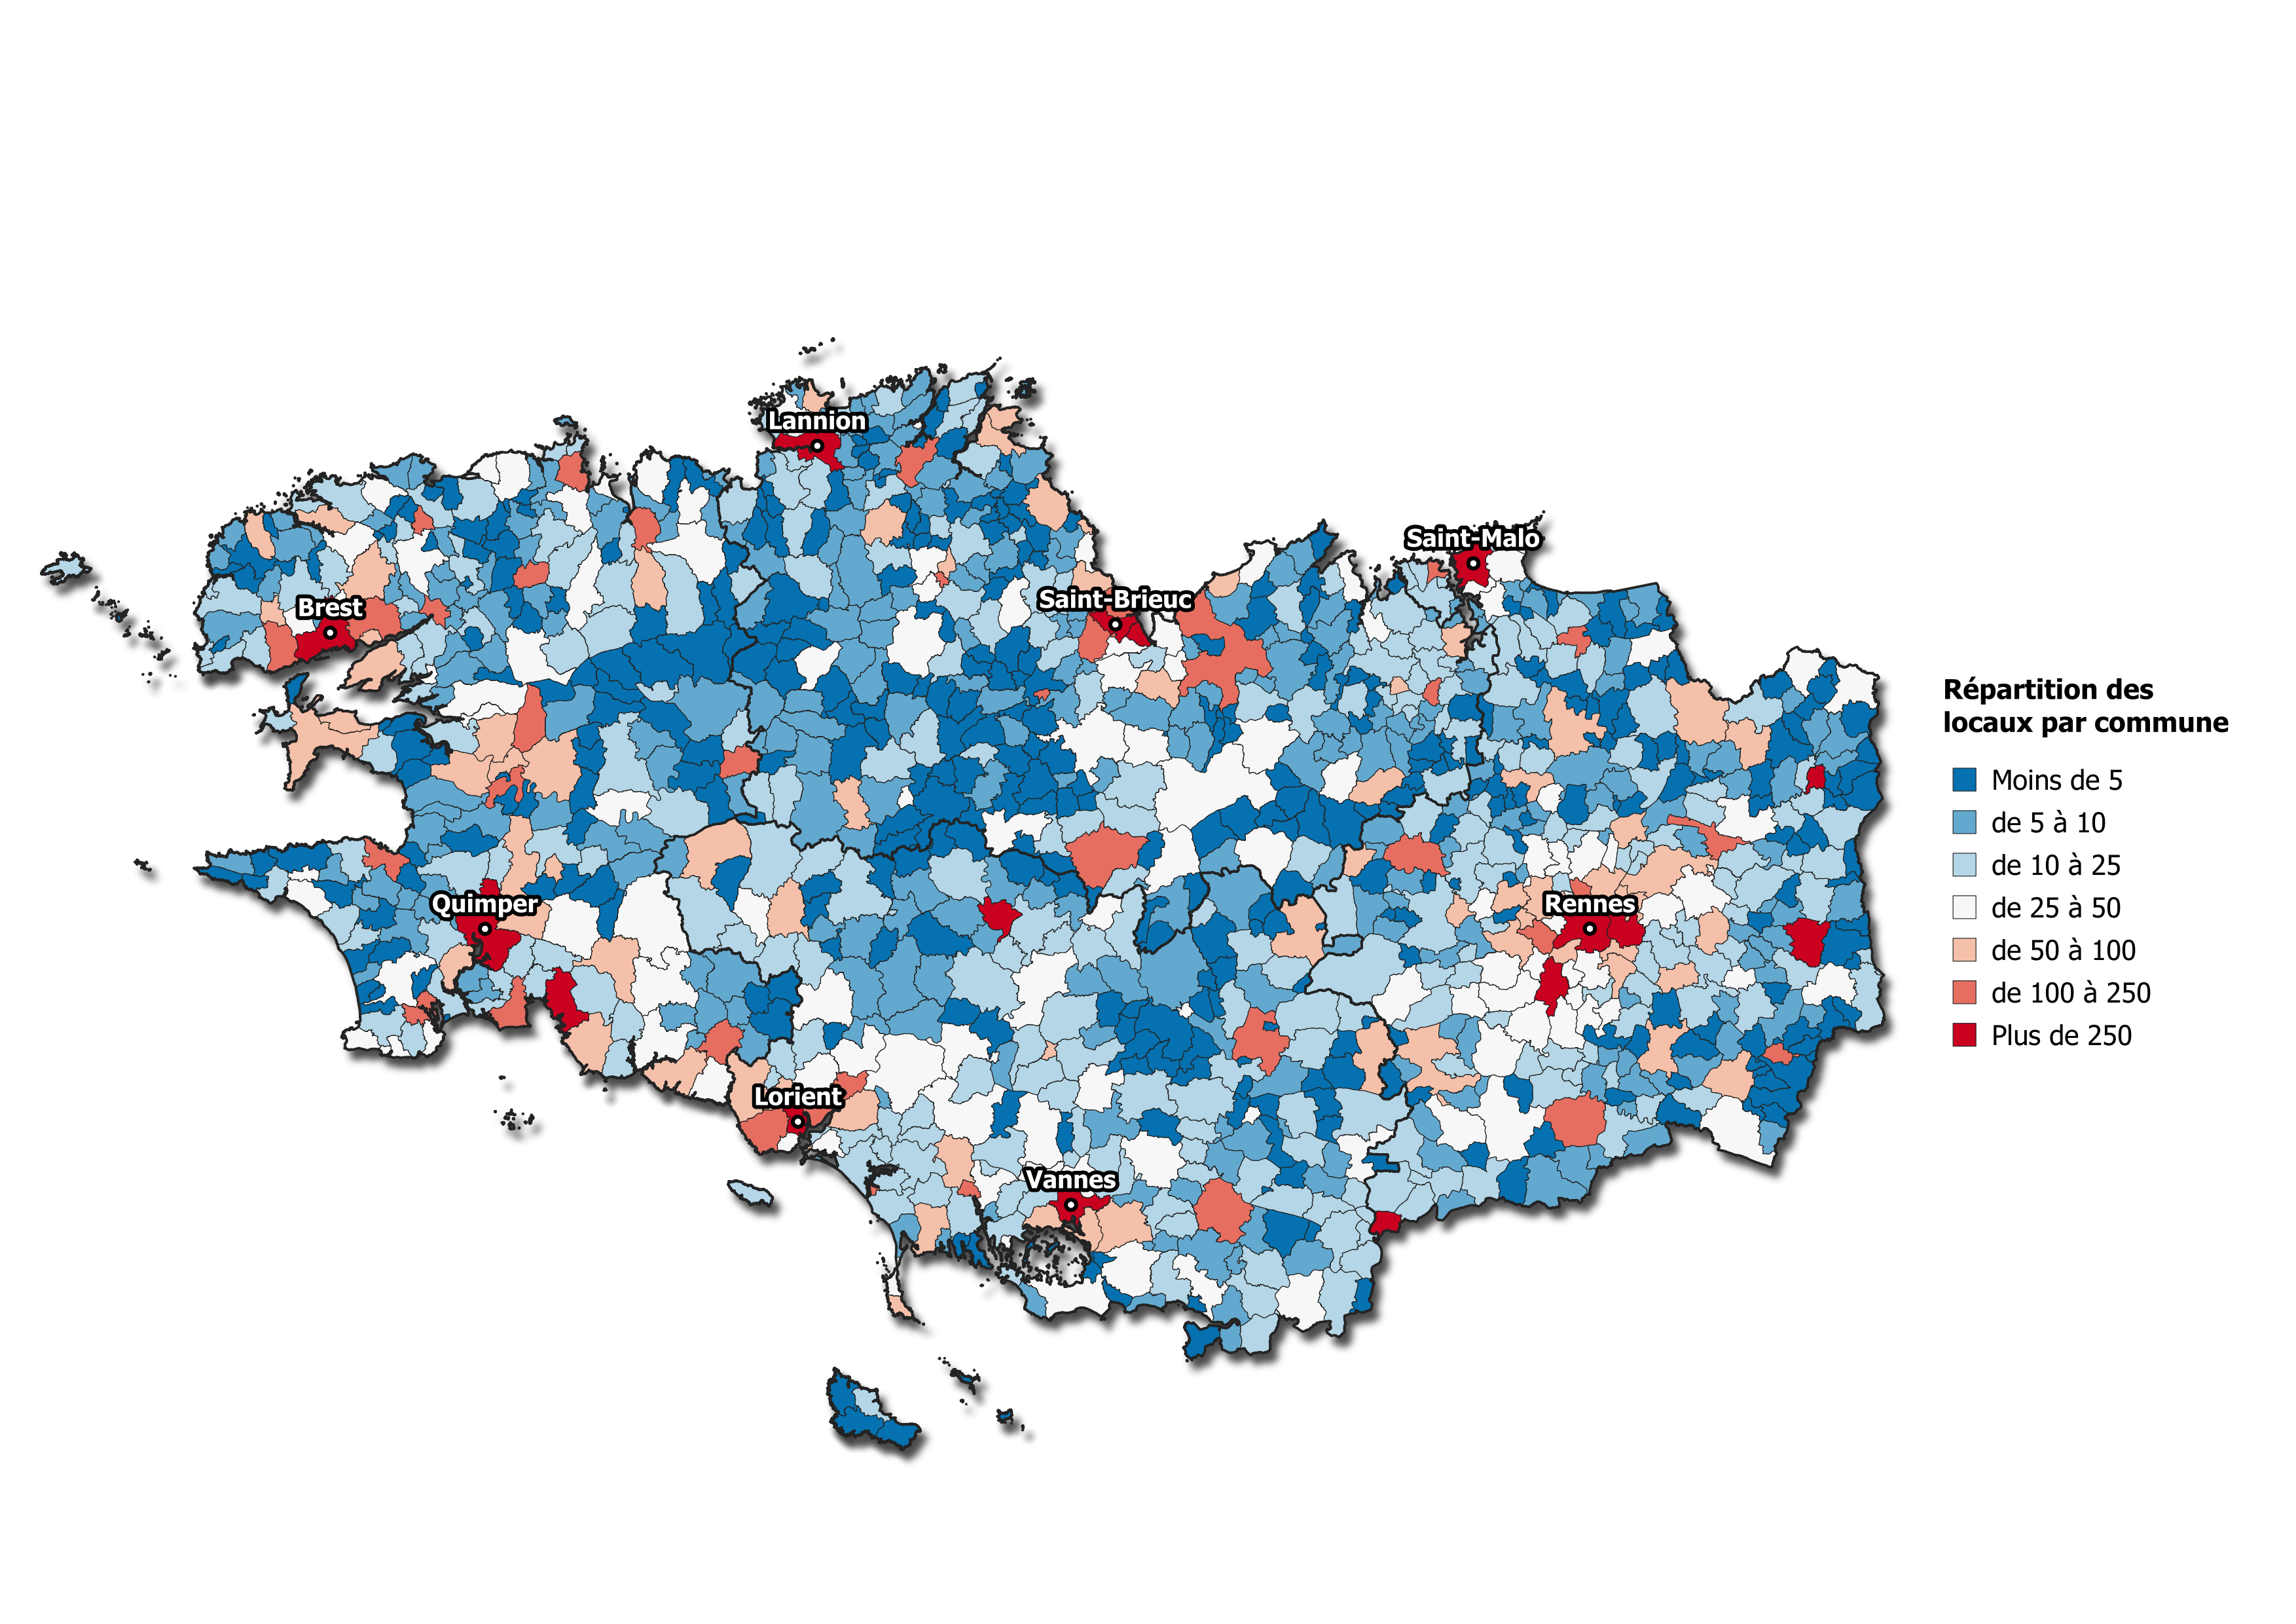 Lannion
Saint-Malo
Saint-Brieuc
Brest
Quimper
Rennes
Lorient
Vannes
Répartition des
locaux par commune
Moins de 5
de 5 à 10
de 10 à 25
de 25 à 50
de 50 à 100
de 100 à 250
Plus de 250